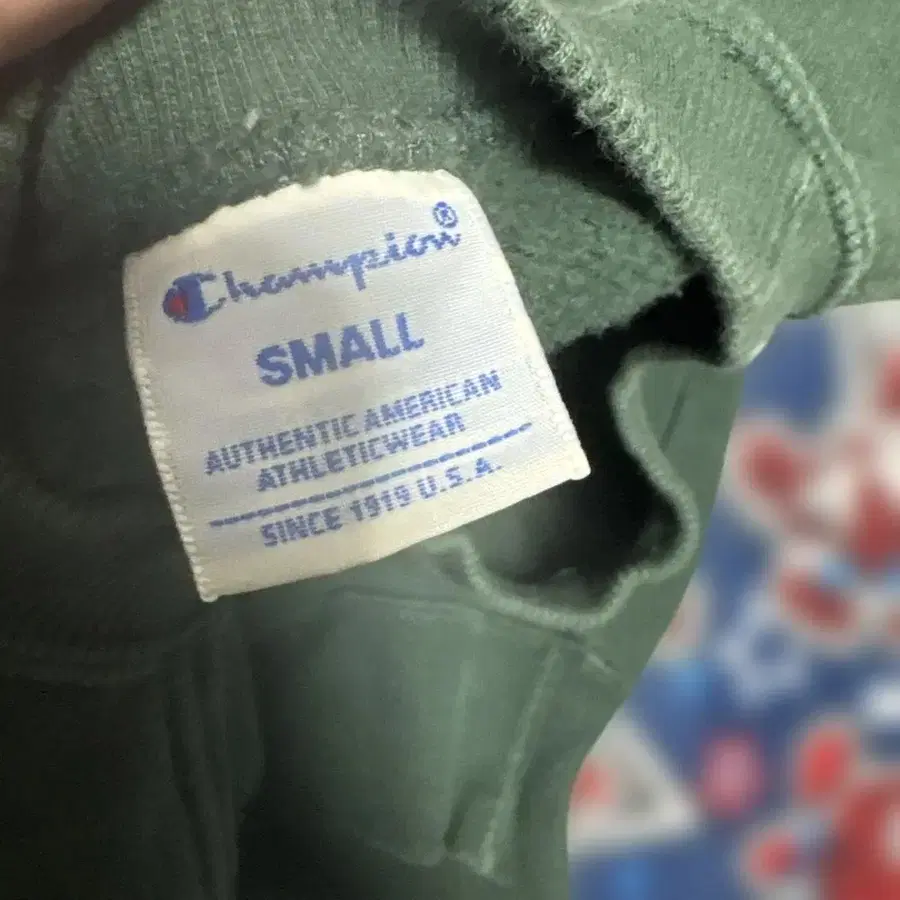 Champion®
SMALL
AUTHENTIC AMERICAN
ATHLETICWEAR
SINCE 1919 U.S.A.